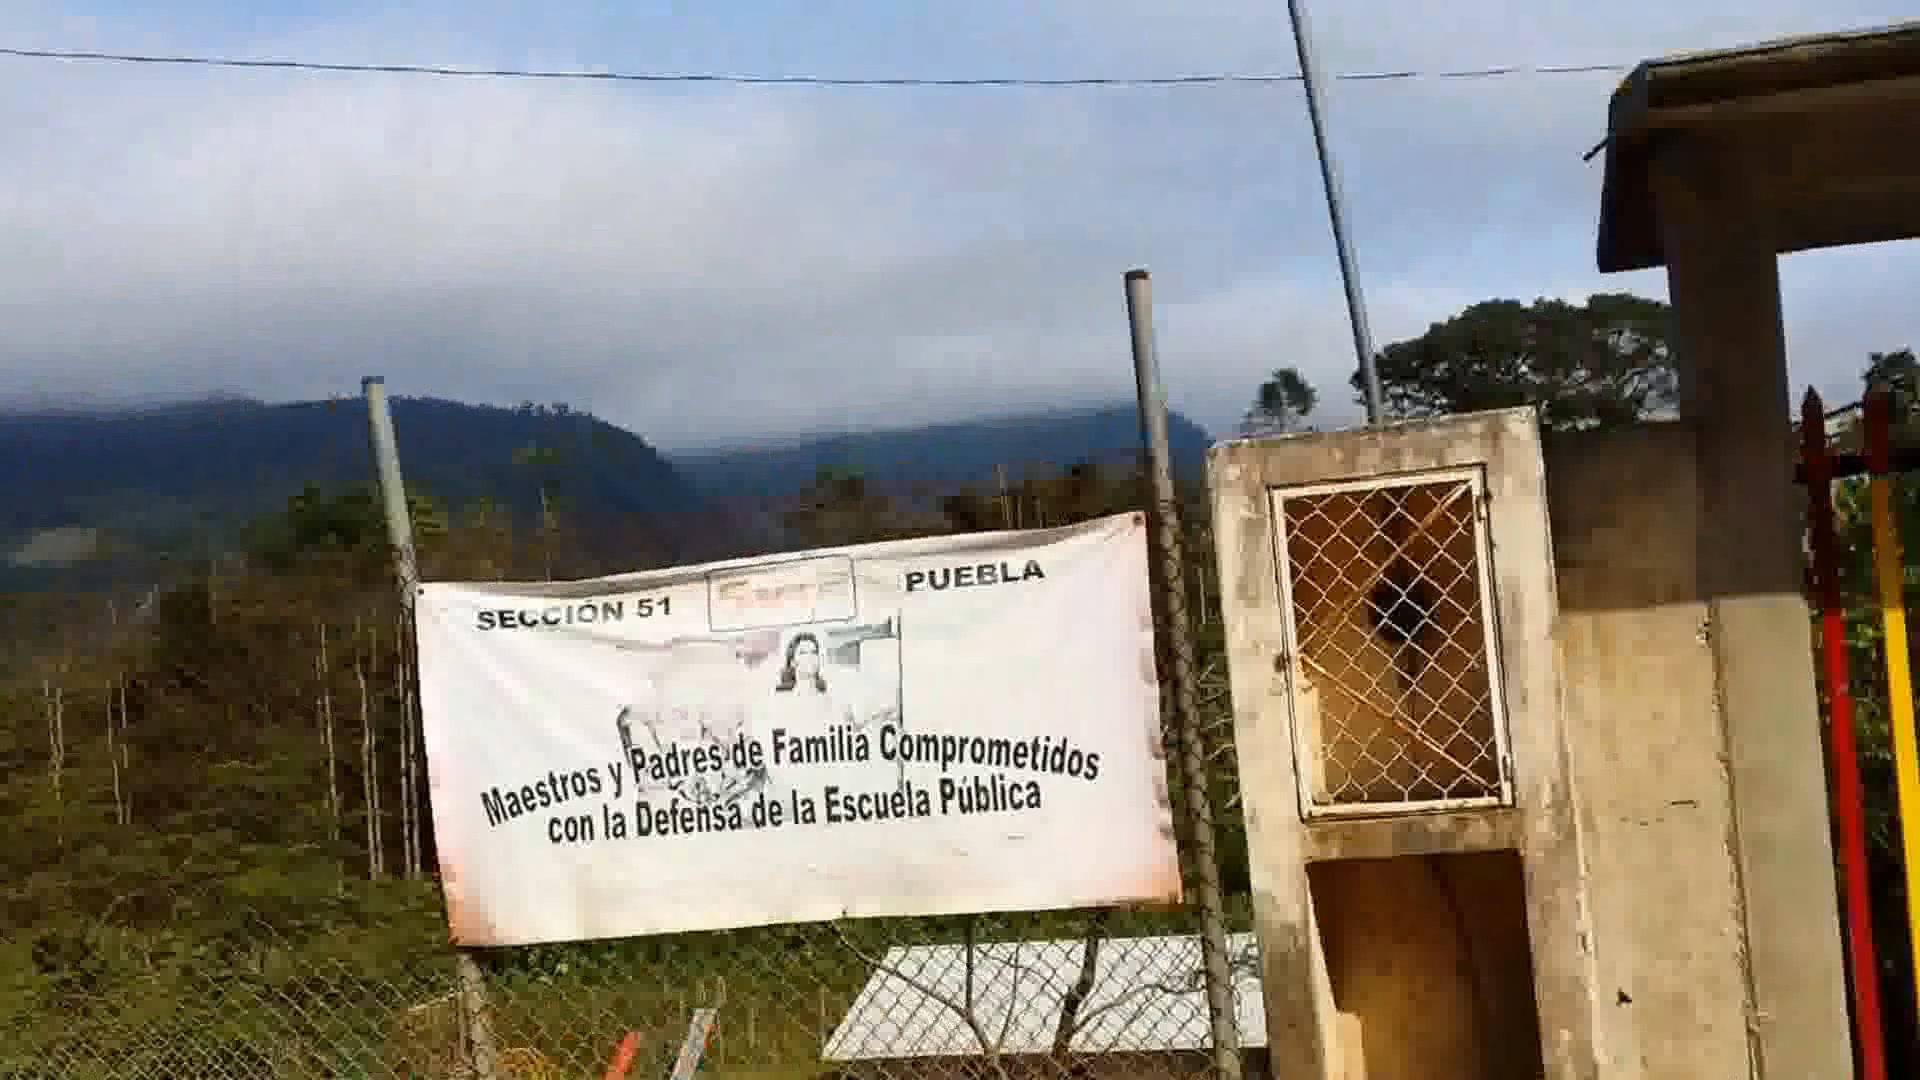 SECCIÓN 51
PUEBLA
Maestros y Padres de Familia Comprometidos
con la Defensa de la Escuela Pública